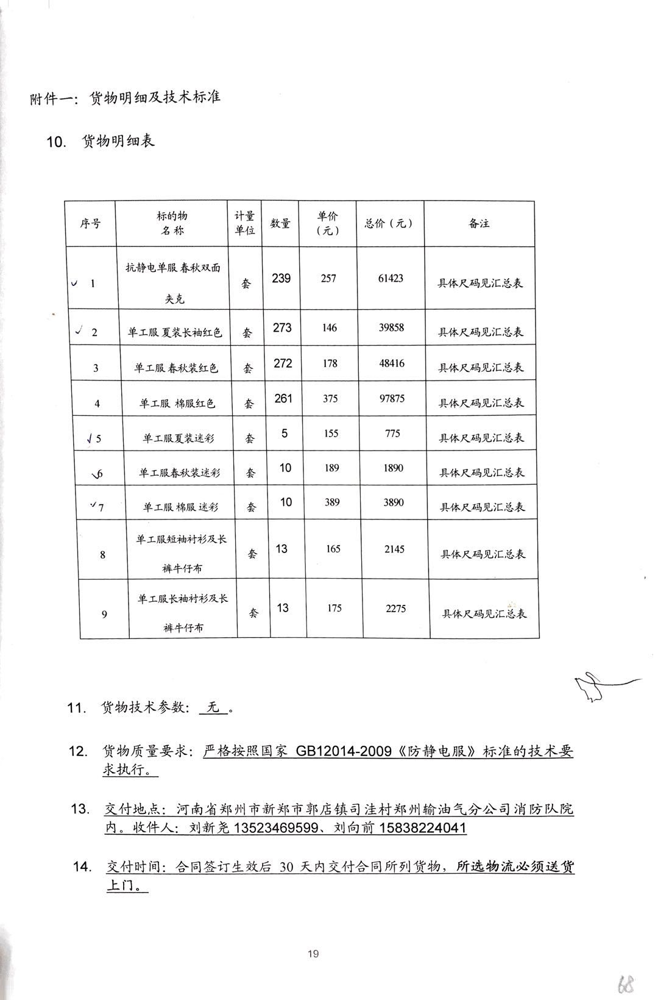 附件一：货物明细及技术标准
10. 货物明细表
序号 标的物名称 计量单位 数量 单价（元） 总价（元） 备注
✓ 1 抗静电单服 春秋双面夹克 套 239 257 61423 具体尺码见汇总表
✓ 2 单工服 夏装长袖红色 套 273 146 39858 具体尺码见汇总表
3 单工服 春秋装红色 套 272 178 48416 具体尺码见汇总表
4 单工服 棉服红色 套 261 375 97875 具体尺码见汇总表
✓ 5 单工服夏装迷彩 套 5 155 775 具体尺码见汇总表
✓ 6 单工服春秋装迷彩 套 10 189 1890 具体尺码见汇总表
✓ 7 单工服 棉服 迷彩 套 10 389 3890 具体尺码见汇总表
8 单工服短袖衬衫及长裤牛仔布 套 13 165 2145 具体尺码见汇总表
9 单工服长袖衬衫及长裤牛仔布 套 13 175 2275 具体尺码见汇总表
11. 货物技术参数：无。
12. 货物质量要求：严格按照国家 GB12014-2009《防静电服》标准的技术要
求执行。
13. 交付地点：河南省郑州市新郑市郭店镇司洼村郑州输油气分公司消防队院
内。收件人：刘新尧 13523469599、刘向前 15838224041
14. 交付时间：合同签订生效后 30 天内交付合同所列货物，所选物流必须送货
上门。
19
68